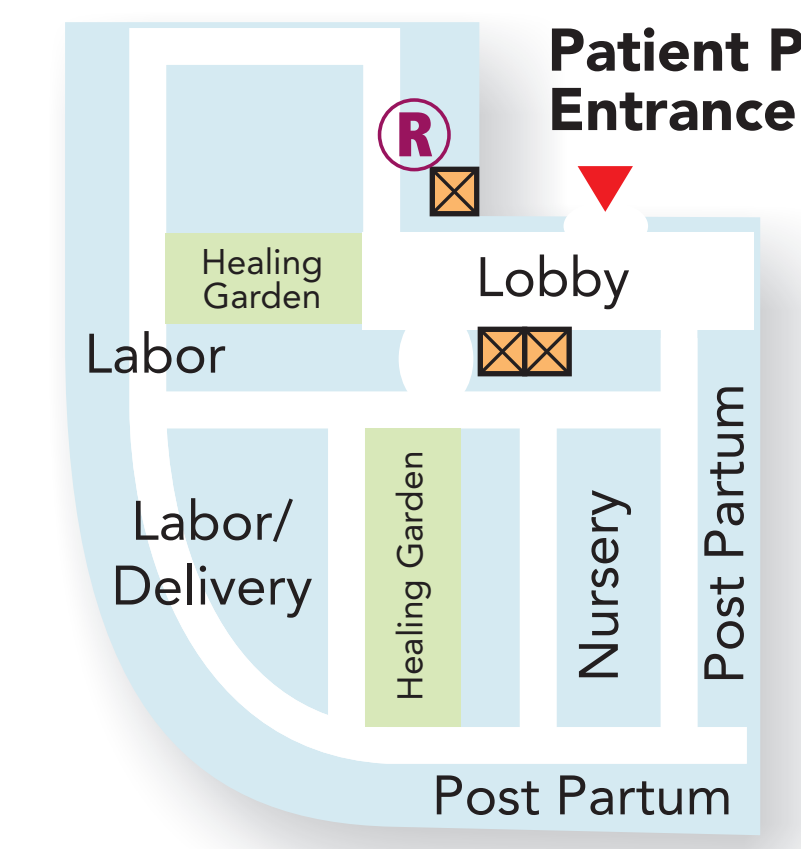 Patient P
Entrance
R
Healing
Garden
Lobby
Labor
Labor/
Delivery
Healing Garden
Nursery
Post Partum
Post Partum